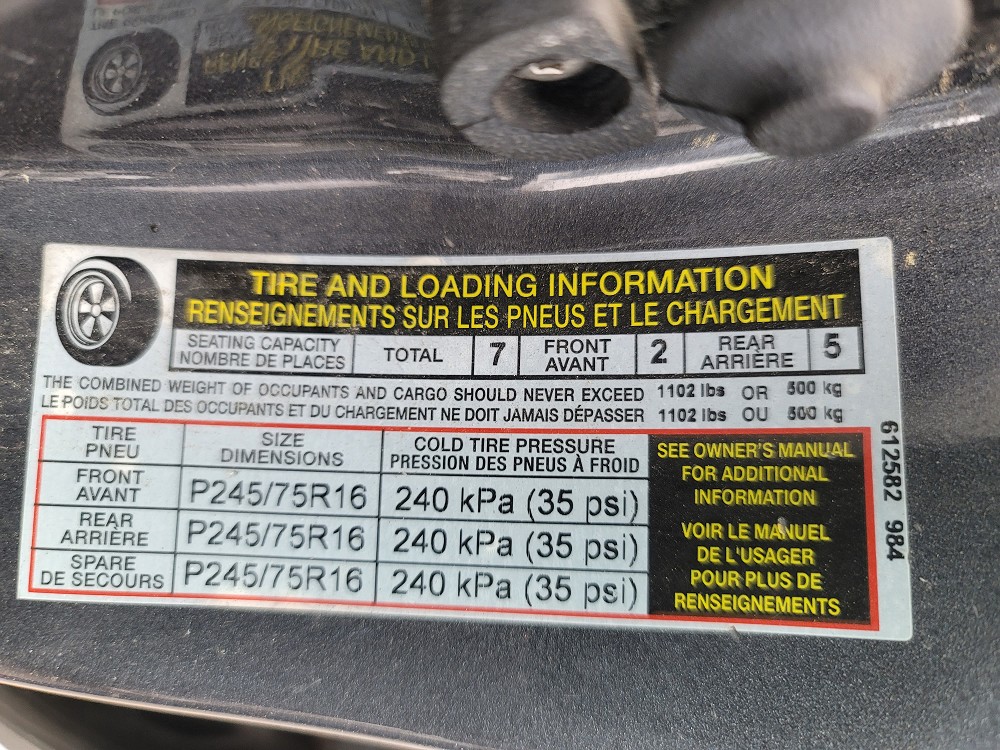 TIRE AND LOADING INFORMATION
RENSEIGNEMENTS SUR LES PNEUS ET LE CHARGEMENT
SEATING CAPACITY
NOMBRE DE PLACES
TOTAL
7
FRONT
AVANT
2
REAR
ARRIÈRE
5
THE COMBINED WEIGHT OF OCCUPANTS AND CARGO SHOULD NEVER EXCEED 1102 lbs OR 500 kg
LE POIDS TOTAL DES OCCUPANTS ET DU CHARGEMENT NE DOIT JAMAIS DÉPASSER 1102 lbs OU 500 kg
TIRE
PNEU
SIZE
DIMENSIONS
COLD TIRE PRESSURE
PRESSION DES PNEUS À FROID
FRONT
AVANT
P245/75R16
240 kPa (35 psi)
REAR
ARRIÈRE
P245/75R16
240 kPa (35 psi)
SPARE
DE SECOURS
P245/75R16
240 kPa (35 psi)
SEE OWNER'S MANUAL
FOR ADDITIONAL
INFORMATION
VOIR LE MANUEL
DE L'USAGER
POUR PLUS DE
RENSEIGNEMENTS
612582 984